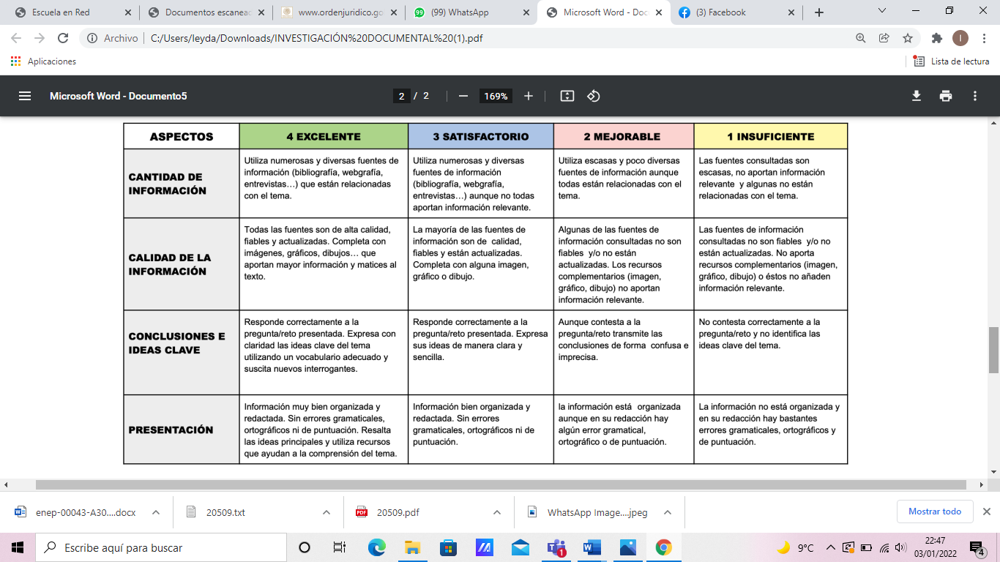 Escuela en Red
Documentos escanea
www.ordenjuridico.go
(99) WhatsApp
Microsoft Word - Doc
(3) Facebook
Archivo
C:/Users/leyda/Downloads/INVESTIGACIÓN%20DOCUMENTAL%20(1).pdf
I
Aplicaciones
Lista de lectura
Microsoft Word - Documento5
2 / 2
169%
ASPECTOS
4 EXCELENTE
3 SATISFACTORIO
2 MEJORABLE
1 INSUFICIENTE
CANTIDAD DE
INFORMACIÓN
Utiliza numerosas y diversas fuentes de
información (bibliografía, webgrafía,
entrevistas…) que están relacionadas
con el tema.
Utiliza numerosas y diversas
fuentes de información
(bibliografía, webgrafía,
entrevistas…) aunque no todas
aportan información relevante.
Utiliza escasas y poco diversas
fuentes de información aunque
todas están relacionadas con el
tema.
Las fuentes consultadas son
escasas, no aportan información
relevante y algunas no están
relacionadas con el tema.
CALIDAD DE LA
INFORMACIÓN
Todas las fuentes son de alta calidad,
fiables y actualizadas. Completa con
imágenes, gráficos, dibujos… que
aportan mayor información y matices al
texto.
La mayoría de las fuentes de
información son de calidad,
fiables y están actualizadas.
Completa con alguna imagen,
gráfico o dibujo.
Algunas de las fuentes de
información consultadas no son
fiables y/o no están
actualizadas. Los recursos
complementarios (imagen,
gráfico, dibujo) no aportan
información relevante.
Las fuentes de información
consultadas no son fiables y/o no
están actualizadas. No aporta
recursos complementarios (imagen,
gráfico, dibujo) o éstos no añaden
información relevante.
CONCLUSIONES E
IDEAS CLAVE
Responde correctamente a la
pregunta/reto presentada. Expresa con
claridad las ideas clave del tema
utilizando un vocabulario adecuado y
suscita nuevos interrogantes.
Responde correctamente a la
pregunta/reto presentada. Expresa
sus ideas de manera clara y
sencilla.
Aunque contesta a la
pregunta/reto transmite las
conclusiones de forma confusa e
imprecisa.
No contesta correctamente a la
pregunta/reto y no identifica las
ideas clave del tema.
PRESENTACIÓN
Información muy bien organizada y
redactada. Sin errores gramaticales,
ortográficos ni de puntuación. Resalta
las ideas principales y utiliza recursos
que ayudan a la comprensión del tema.
Información bien organizada y
redactada. Sin errores
gramaticales, ortográficos ni de
puntuación.
la información está organizada
aunque en su redacción hay
algún error gramatical,
ortográfico o de puntuación.
La información no está organizada y
en su redacción hay bastantes
errores gramaticales, ortográficos y
de puntuación.
enep-00043-A30....docx
20509.txt
20509.pdf
WhatsApp Image....jpeg
Mostrar todo
Escribe aquí para buscar
9°C
22:47
03/01/2022
4